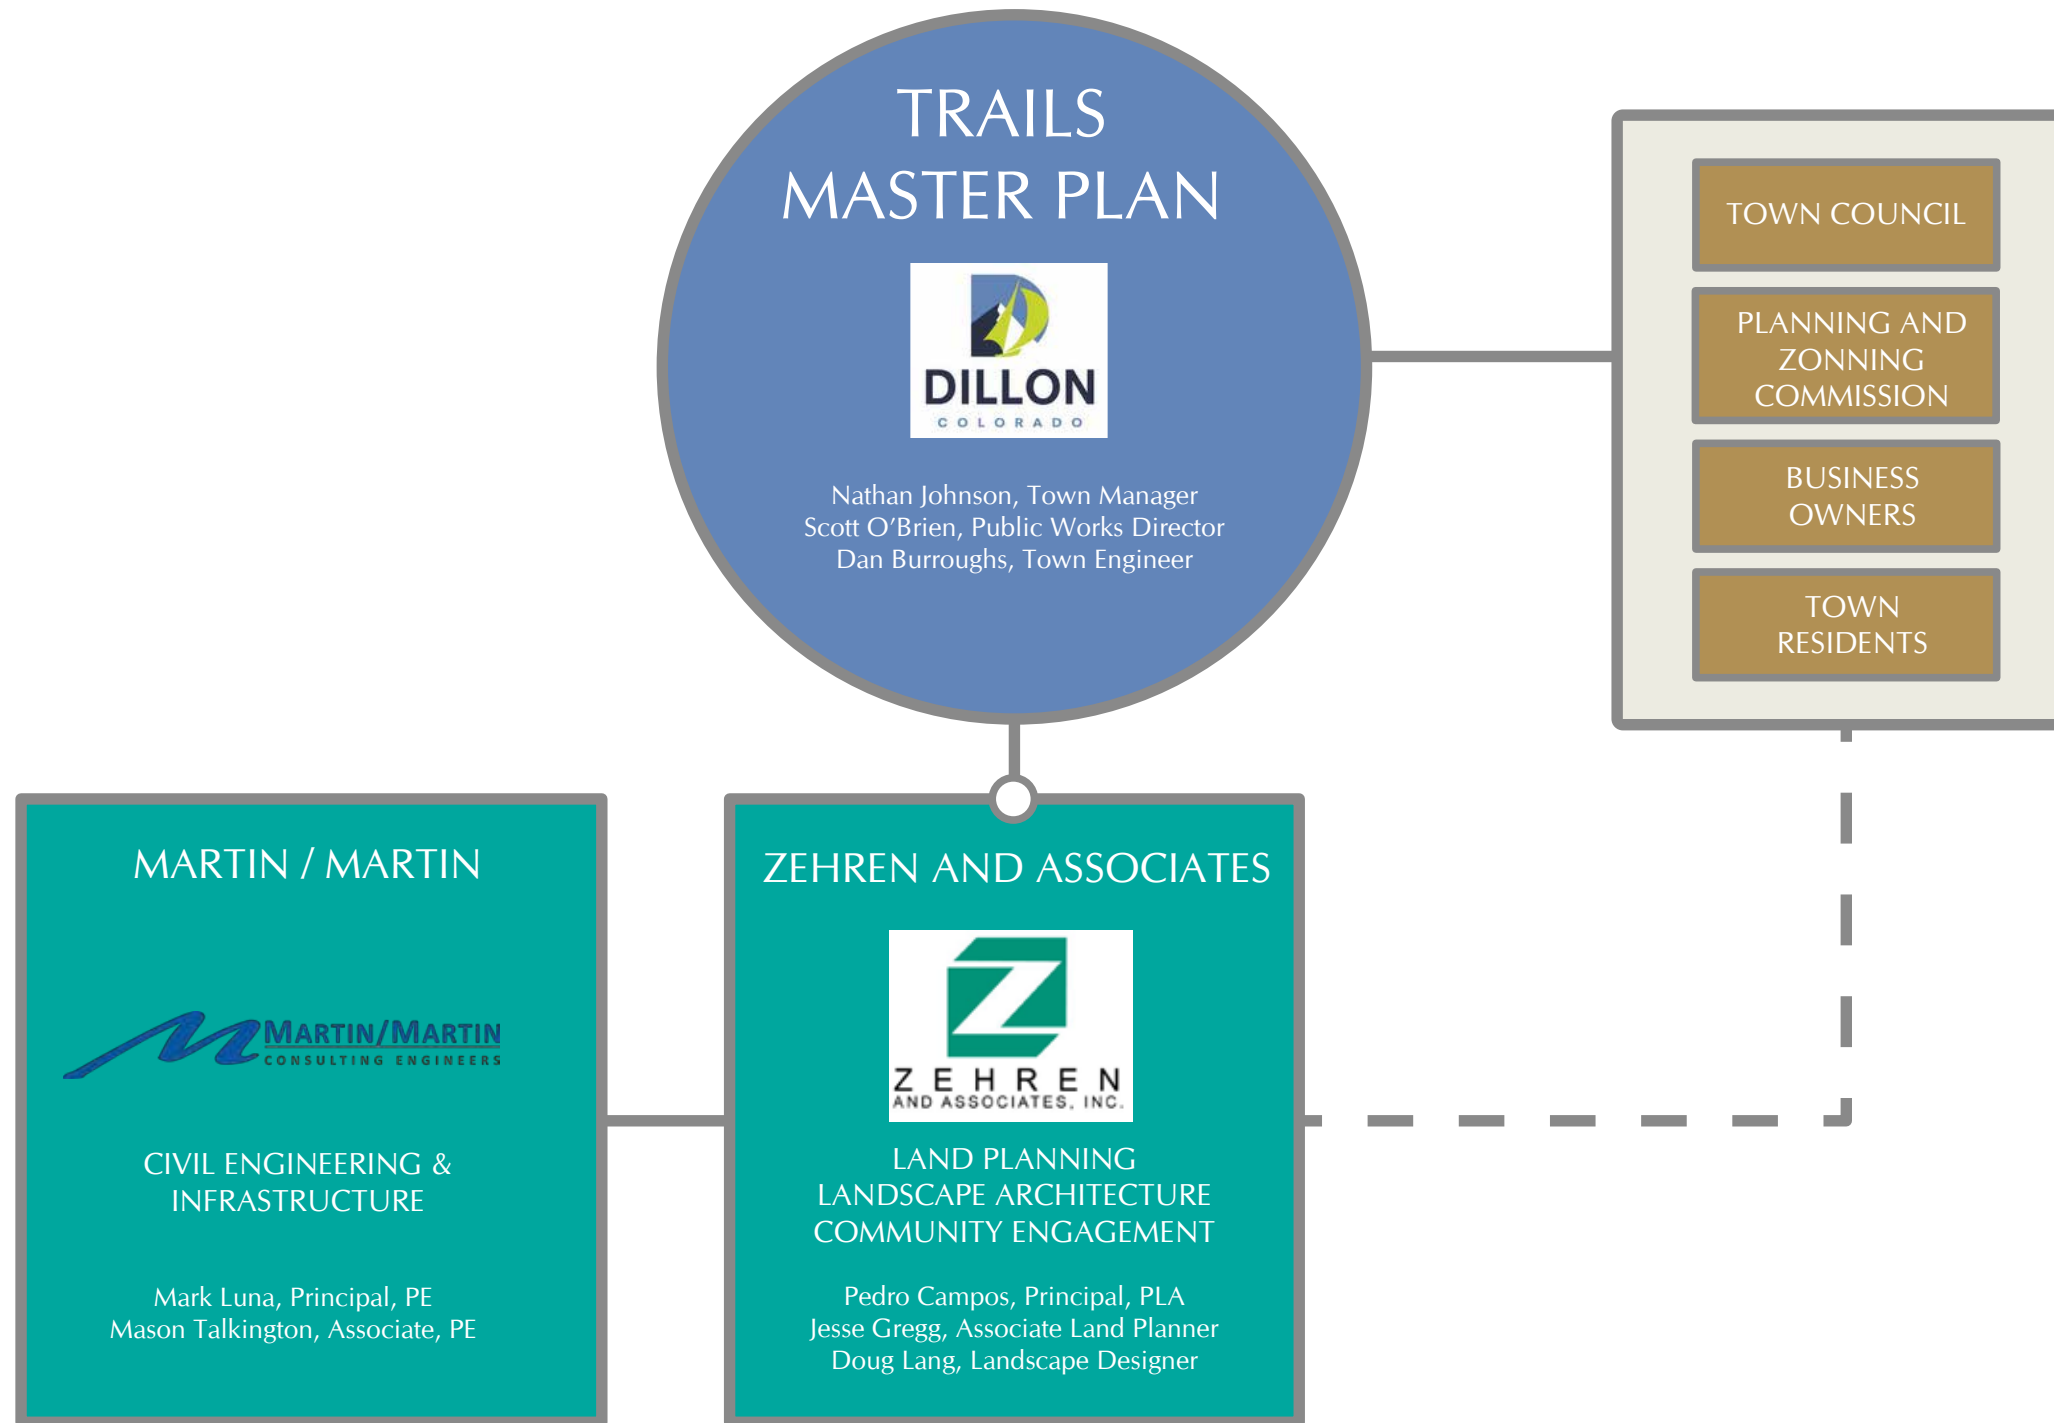 TRAILS
MASTER PLAN
DILLON
COLORADO
Nathan Johnson, Town Manager
Scott O’Brien, Public Works Director
Dan Burroughs, Town Engineer
TOWN COUNCIL
PLANNING AND
ZONNING
COMMISSION
BUSINESS
OWNERS
TOWN
RESIDENTS
MARTIN / MARTIN
MARTIN/MARTIN
CONSULTING ENGINEERS
CIVIL ENGINEERING &
INFRASTRUCTURE
Mark Luna, Principal, PE
Mason Talkington, Associate, PE
ZEHREN AND ASSOCIATES
ZEHREN
AND ASSOCIATES, INC.
LAND PLANNING
LANDSCAPE ARCHITECTURE
COMMUNITY ENGAGEMENT
Pedro Campos, Principal, PLA
Jesse Gregg, Associate Land Planner
Doug Lang, Landscape Designer